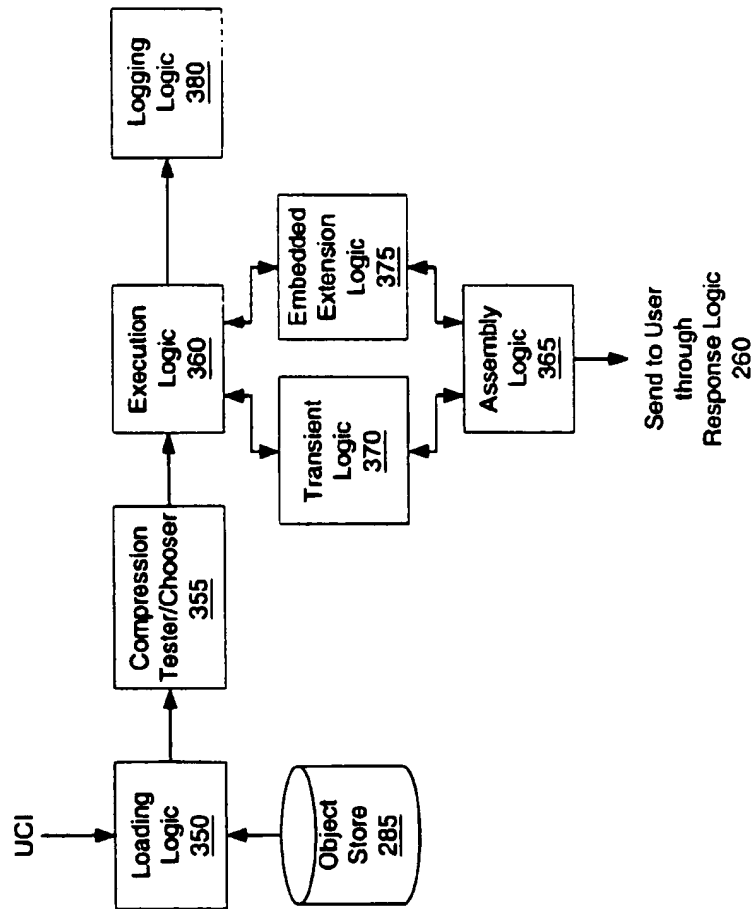 UCI
Loading
Logic
350
Object
Store
285
Compression
Tester/Chooser
355
Execution
Logic
360
Logging
Logic
380
Transient
Logic
370
Embedded
Extension
Logic
375
Assembly
Logic
365
Send to User
through
Response Logic
260